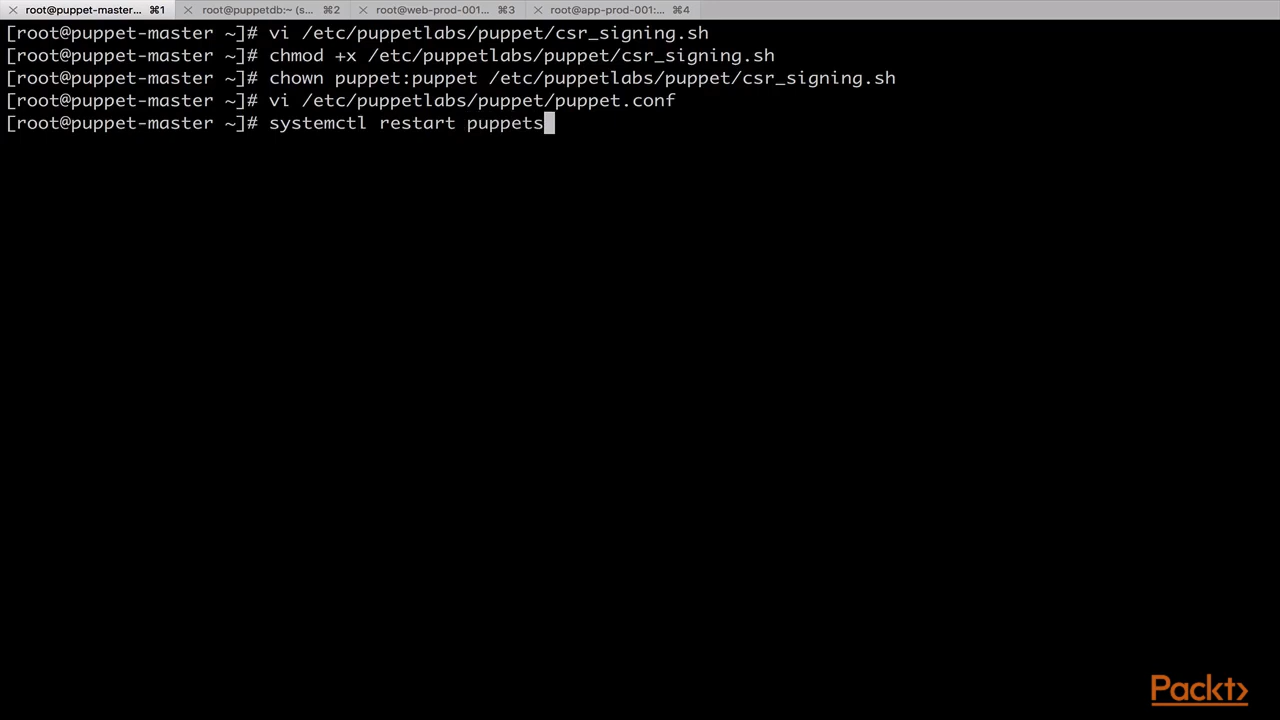 root@puppet-master... ⌘1 root@puppetdb:~ (s... ⌘2 root@web-prod-001... ⌘3 root@app-prod-001:... ⌘4
[root@puppet-master ~]# vi /etc/puppetlabs/puppet/csr_signing.sh
[root@puppet-master ~]# chmod +x /etc/puppetlabs/puppet/csr_signing.sh
[root@puppet-master ~]# chown puppet:puppet /etc/puppetlabs/puppet/csr_signing.sh
[root@puppet-master ~]# vi /etc/puppetlabs/puppet/puppet.conf
[root@puppet-master ~]# systemctl restart puppets
Packt>